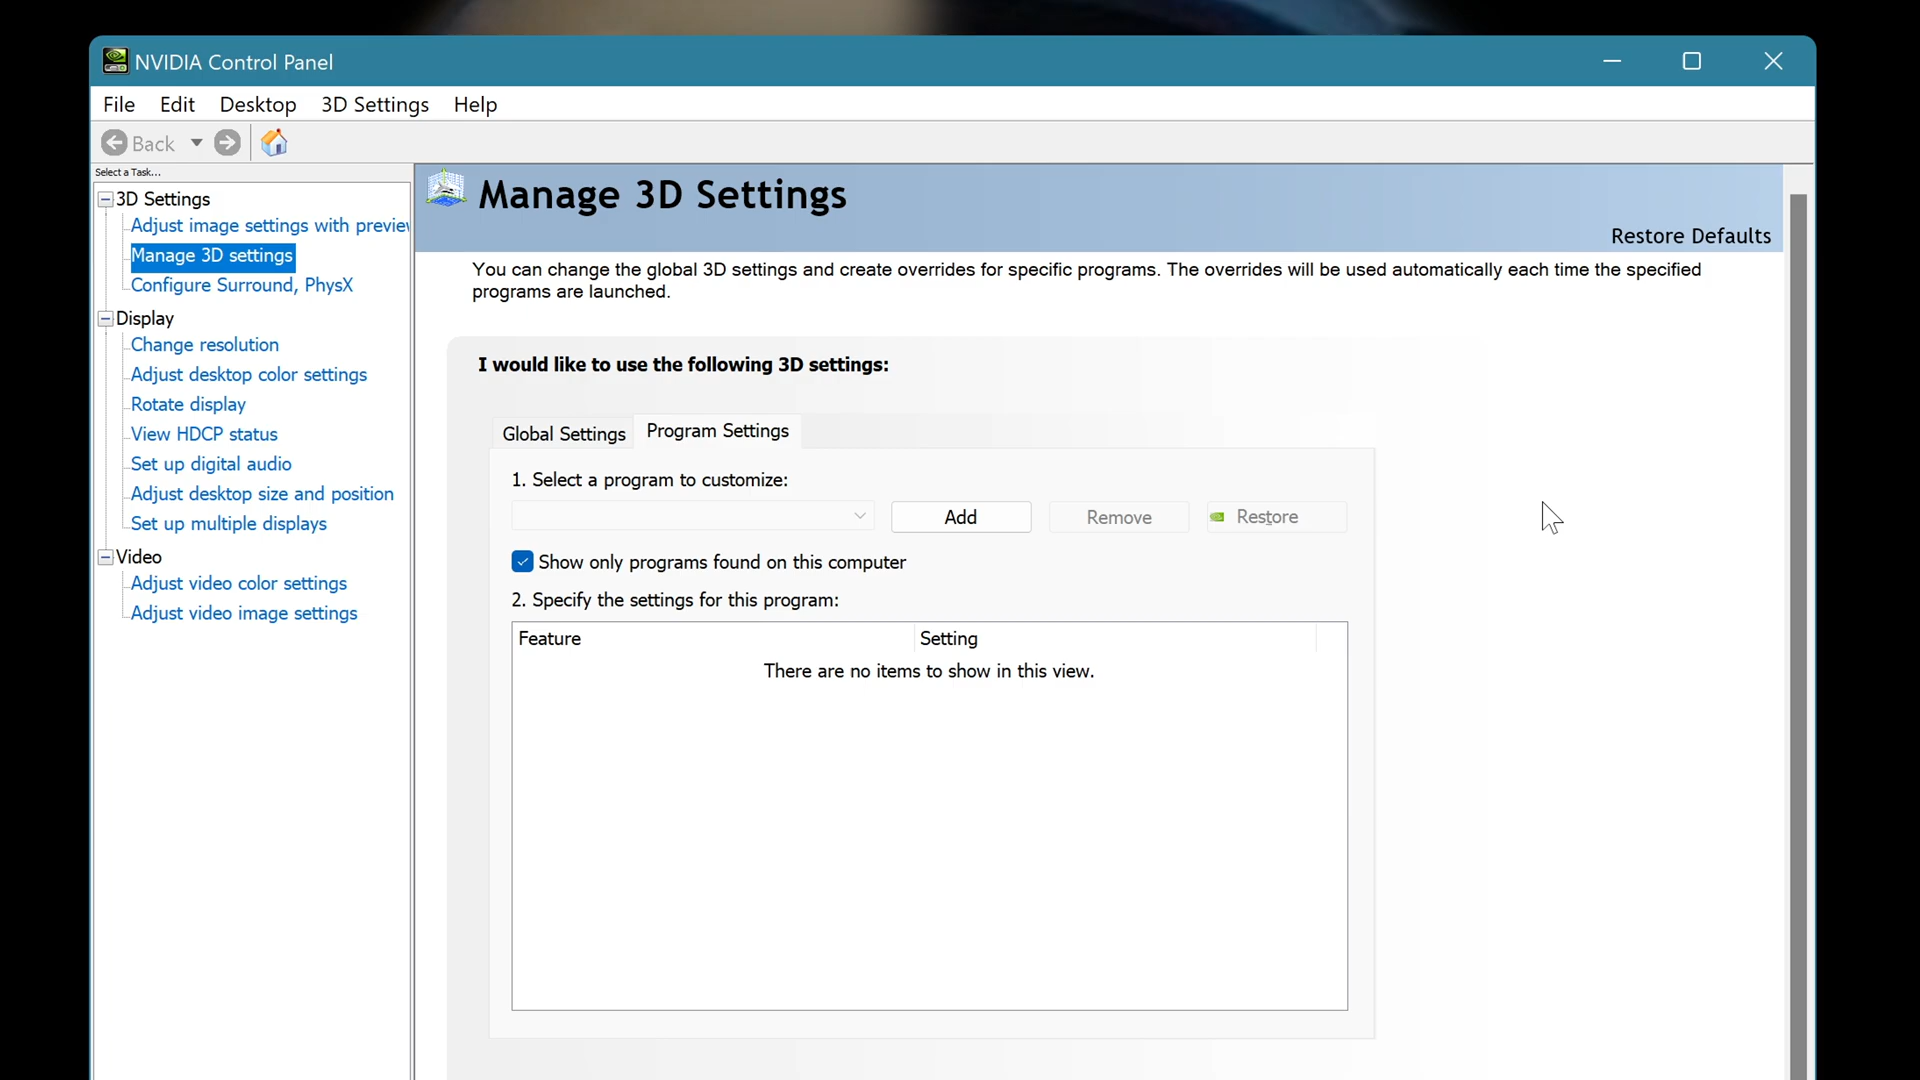 NVIDIA Control Panel
File Edit Desktop 3D Settings Help
Back
Select a Task...
3D Settings
Adjust image settings with preview
Manage 3D settings
Configure Surround, PhysX
Display
Change resolution
Adjust desktop color settings
Rotate display
View HDCP status
Set up digital audio
Adjust desktop size and position
Set up multiple displays
Video
Adjust video color settings
Adjust video image settings
Manage 3D Settings
Restore Defaults
You can change the global 3D settings and create overrides for specific programs. The overrides will be used automatically each time the specified
programs are launched.
I would like to use the following 3D settings:
Global Settings Program Settings
1. Select a program to customize:
Add Remove Restore
Show only programs found on this computer
2. Specify the settings for this program:
Feature Setting
There are no items to show in this view.